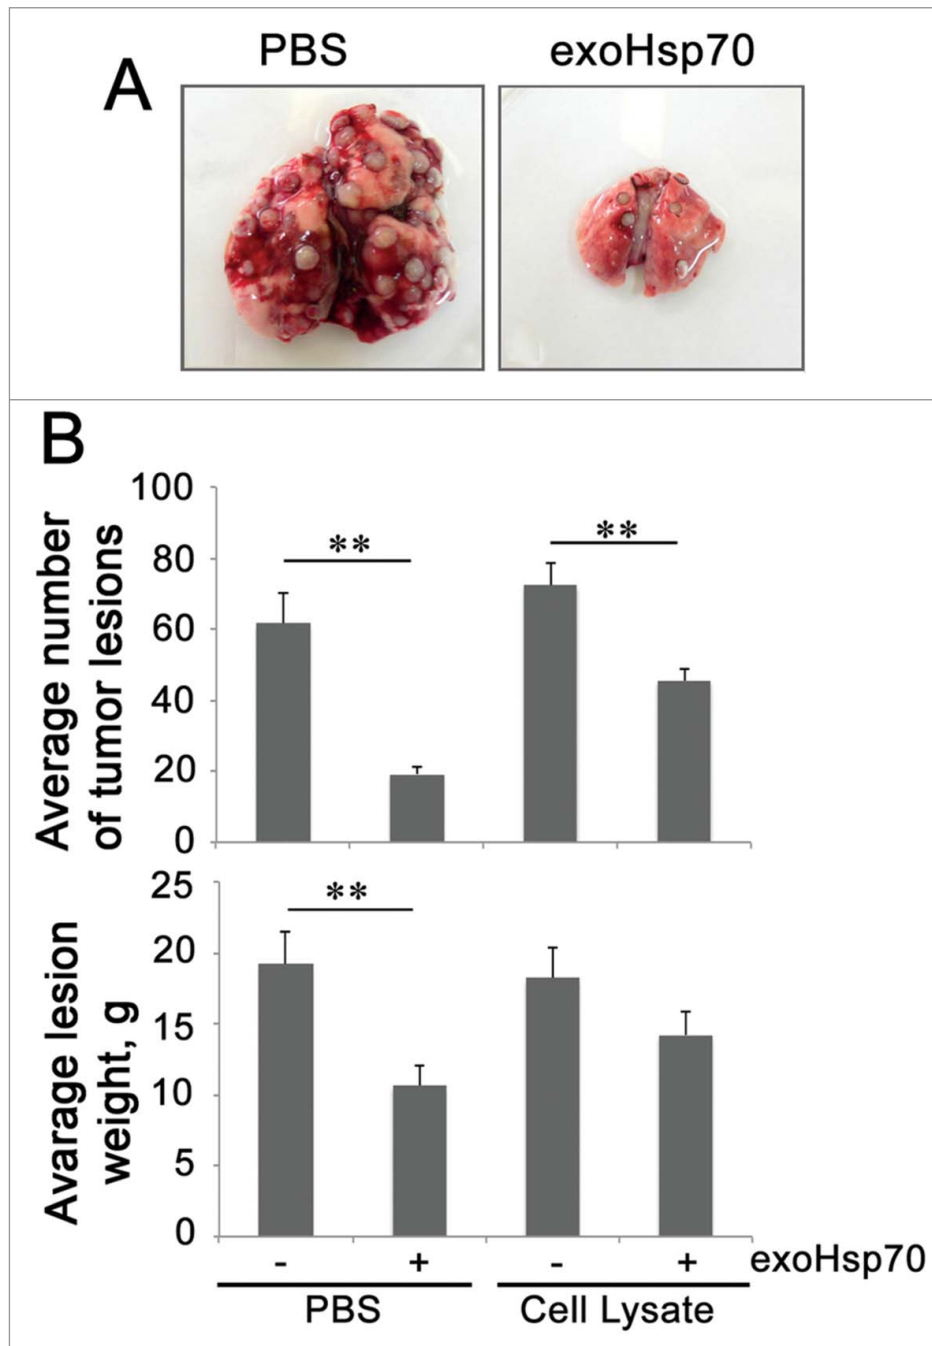 PBS exoHsp70
A
B
Average number
of tumor lesions
100
80
60
40
20
0
**
**
Avarage lesion
weight, g
25
20
15
10
5
0
**
- + - + exoHsp70
PBS Cell Lysate